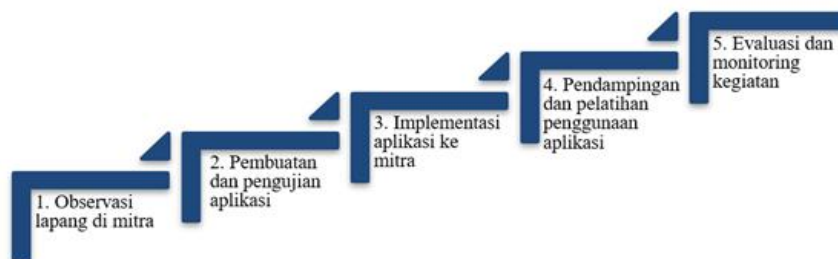 1. Observasi
lapang di mitra
2. Pembuatan
dan pengujian
aplikasi
3. Implementasi
aplikasi ke
mitra
4. Pendampingan
dan pelatihan
penggunaan
aplikasi
5. Evaluasi dan
monitoring
kegiatan